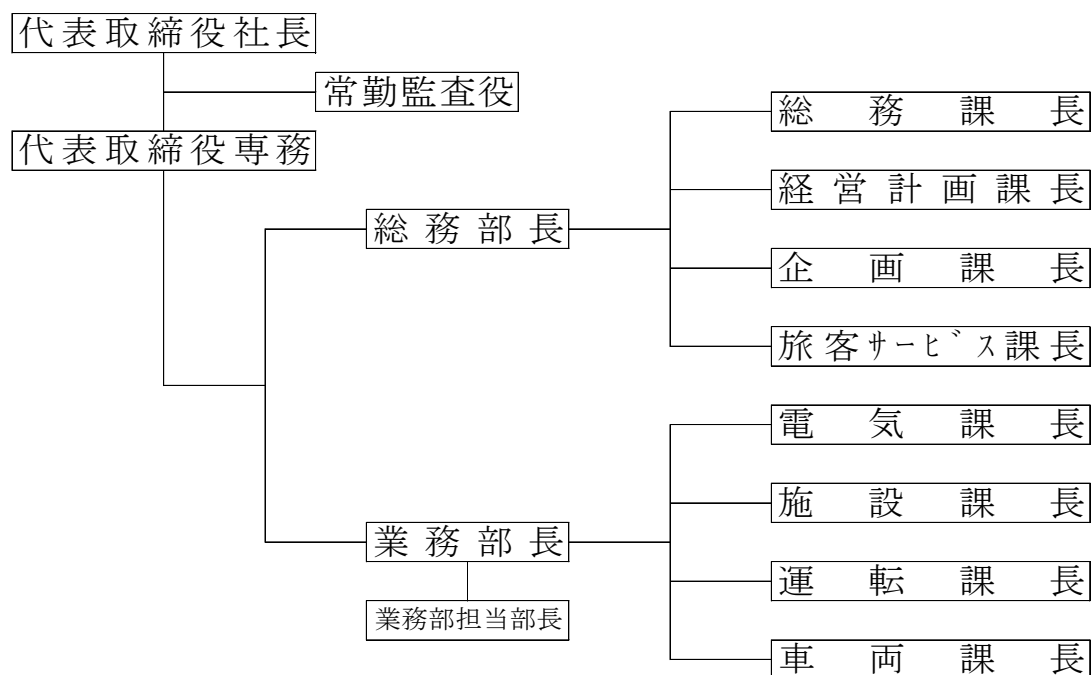 代表取締役社長
常勤監査役
代表取締役専務
総務部長
総務課長
経営計画課長
企画課長
旅客ｻｰﾋﾞｽ課長
業務部長
業務部担当部長
電気課長
施設課長
運転課長
車両課長